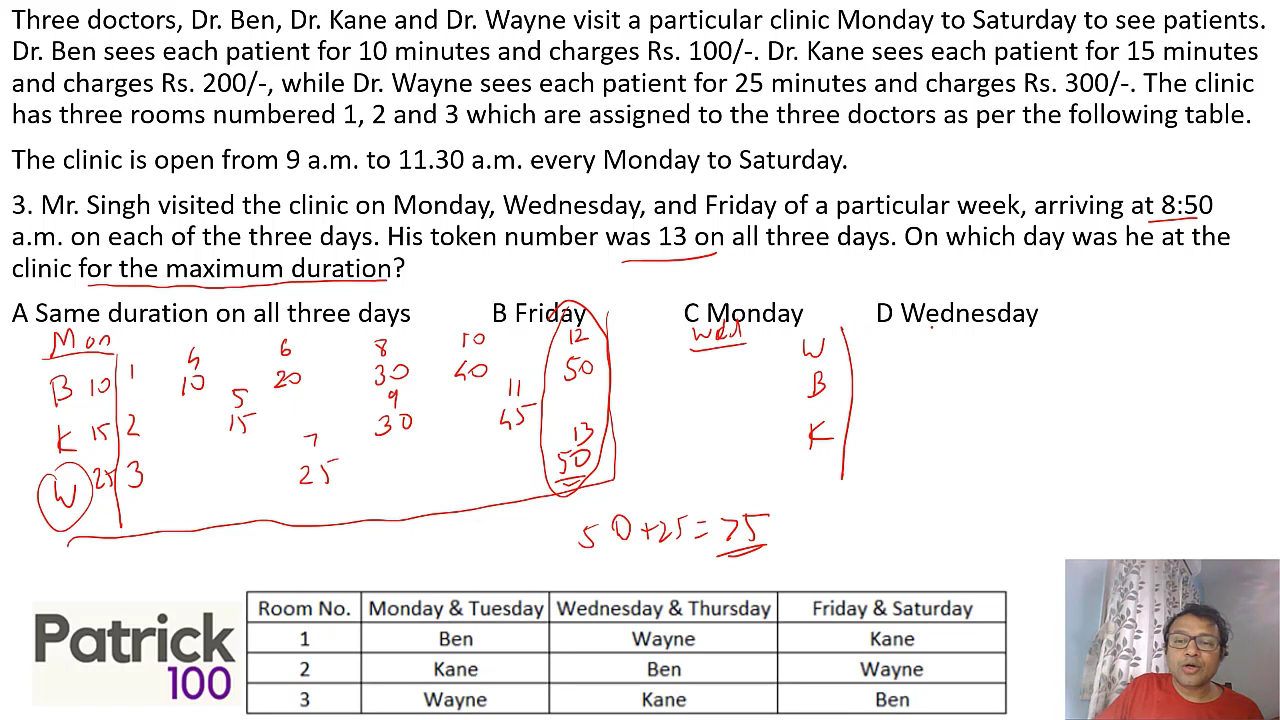 Three doctors, Dr. Ben, Dr. Kane and Dr. Wayne visit a particular clinic Monday to Saturday to see patients.
Dr. Ben sees each patient for 10 minutes and charges Rs. 100/-. Dr. Kane sees each patient for 15 minutes
and charges Rs. 200/-, while Dr. Wayne sees each patient for 25 minutes and charges Rs. 300/-. The clinic
has three rooms numbered 1, 2 and 3 which are assigned to the three doctors as per the following table.
The clinic is open from 9 a.m. to 11.30 a.m. every Monday to Saturday.
3. Mr. Singh visited the clinic on Monday, Wednesday, and Friday of a particular week, arriving at 8:50
a.m. on each of the three days. His token number was 13 on all three days. On which day was he at the
clinic for the maximum duration?
A Same duration on all three days B Friday C Monday D Wednesday
Mon 4 6 8 10 12 Wed W
B 10 1 10 20 30 40 50 B
5 9 11
K 15 2 15 30 45 K
7 13
W 25 3 25 50
50+25=75
Patrick
100
Room No. Monday & Tuesday Wednesday & Thursday Friday & Saturday
1 Ben Wayne Kane
2 Kane Ben Wayne
3 Wayne Kane Ben